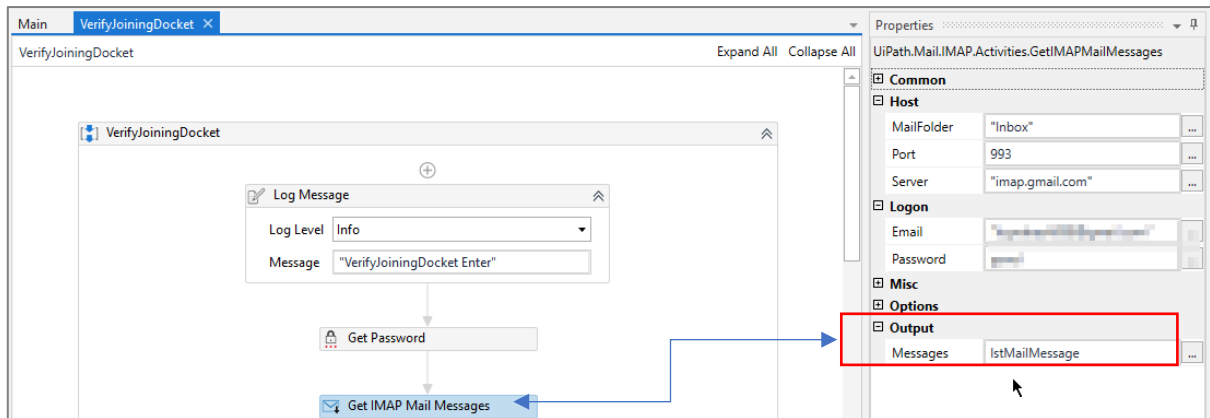 Main VerifyJoiningDocket ×
VerifyJoiningDocket Expand All Collapse All
VerifyJoiningDocket
Log Message
Log Level Info
Message "VerifyJoiningDocket Enter"
Get Password
Get IMAP Mail Messages
Properties
UiPath.Mail.IMAP.Activities.GetIMAPMailMessages
Common
Host
MailFolder "Inbox" ...
Port 993 ...
Server "imap.gmail.com" ...
Logon
Email
Password
Misc
Options
Output
Messages lstMailMessage ...